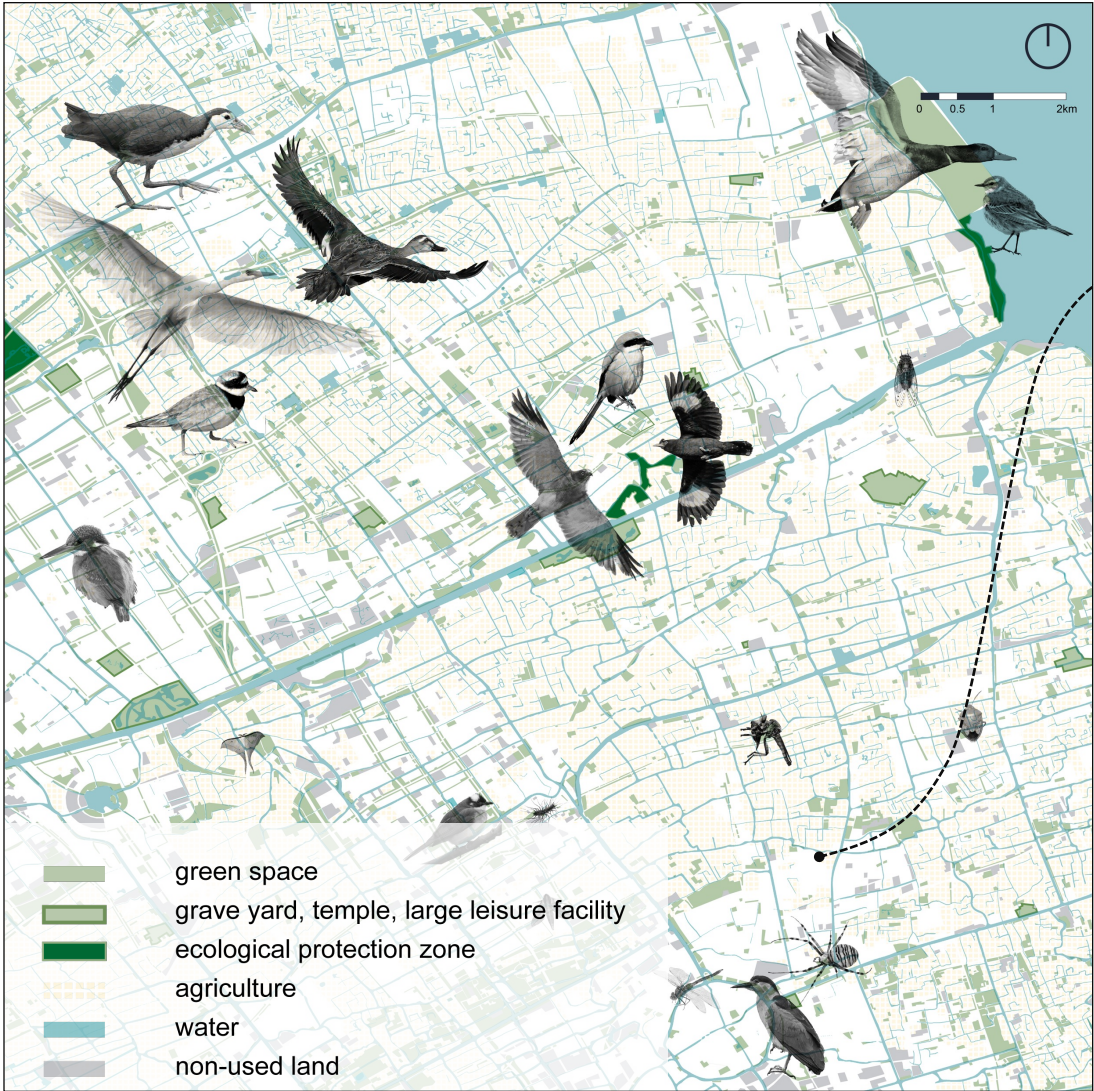 0 0.5 1 2km
green space
grave yard, temple, large leisure facility
ecological protection zone
agriculture
water
non-used land